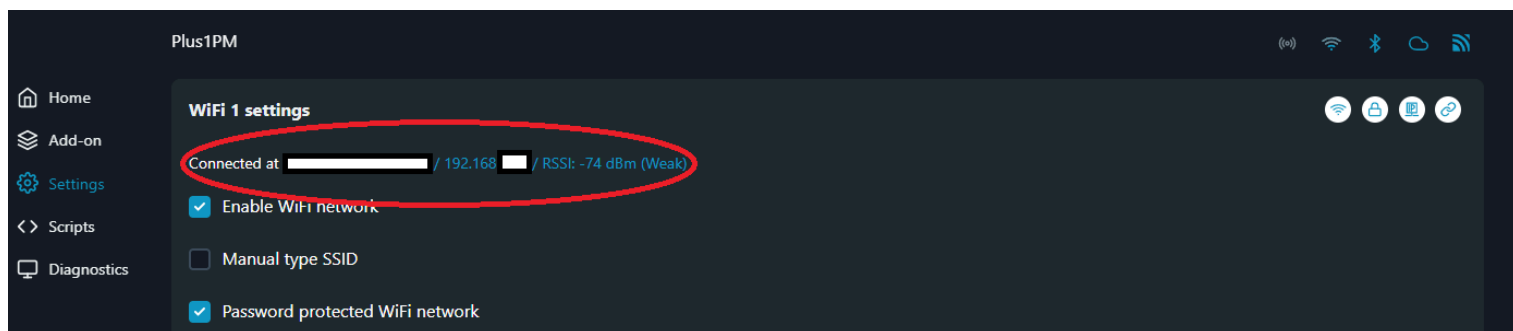 Plus1PM
Home
Add-on
Settings
Scripts
Diagnostics
WiFi 1 settings
Connected at / 192.168 / RSSI: -74 dBm (Weak)
Enable WiFi network
Manual type SSID
Password protected WiFi network